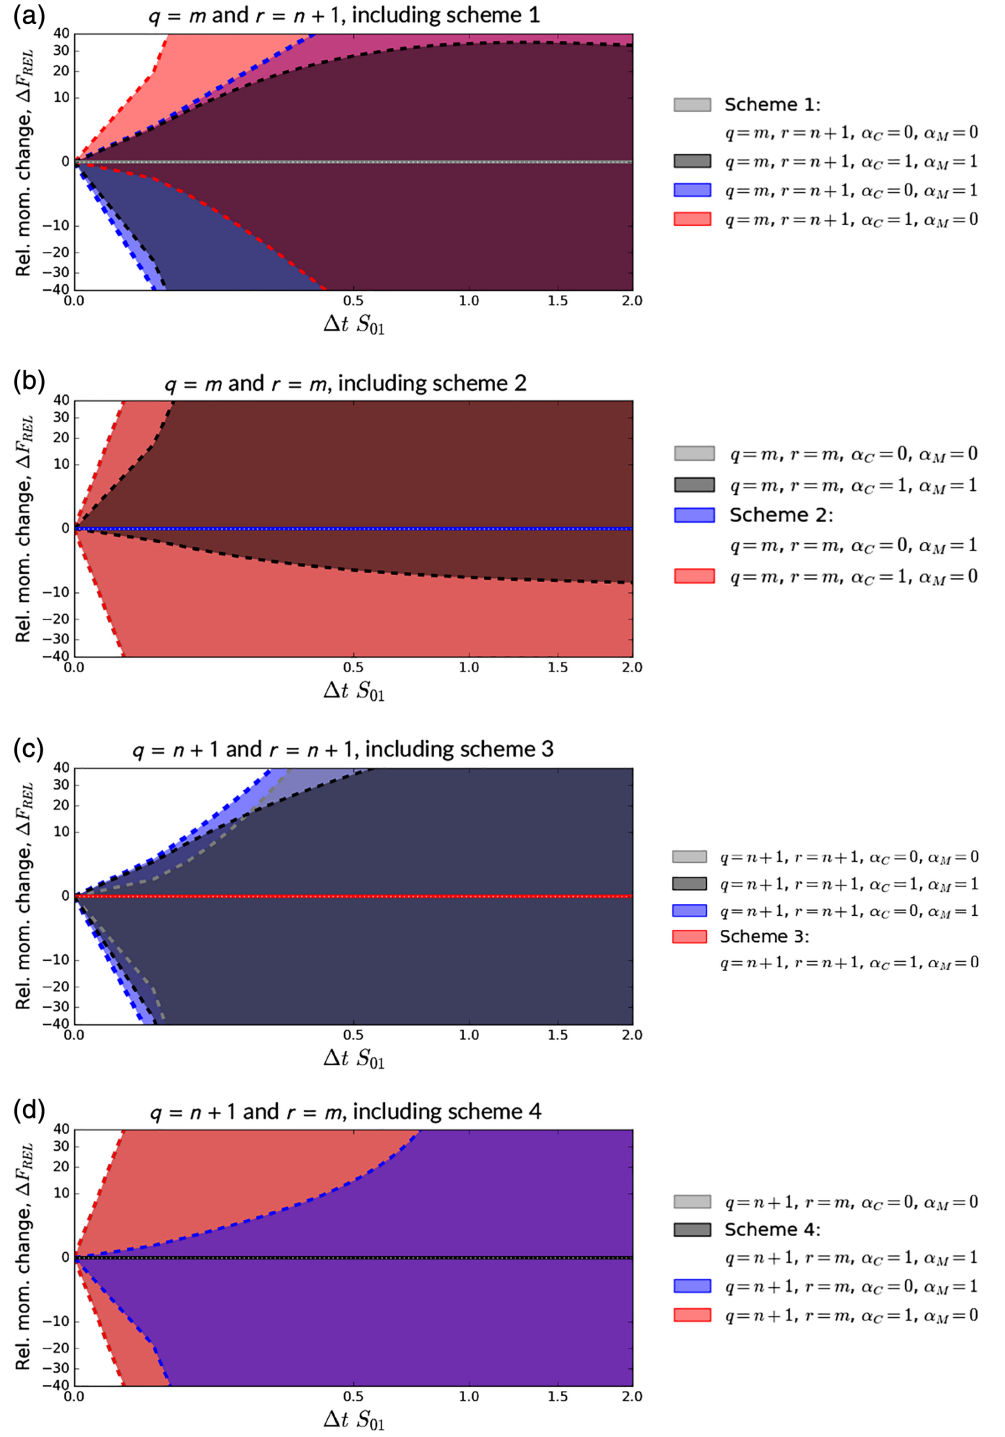 (a)
q = m and r = n + 1, including scheme 1
Rel. mom. change, ΔF_REL
40
30
20
10
0
−10
−20
−30
−40
0.0 0.5 1.0 1.5 2.0
Δt S₀₁
Scheme 1:
q=m, r=n+1, α_C=0, α_M=0
q=m, r=n+1, α_C=1, α_M=1
q=m, r=n+1, α_C=0, α_M=1
q=m, r=n+1, α_C=1, α_M=0
(b)
q = m and r = m, including scheme 2
Rel. mom. change, ΔF_REL
40
30
20
10
0
−10
−20
−30
−40
0.0 0.5 1.0 1.5 2.0
Δt S₀₁
q=m, r=m, α_C=0, α_M=0
q=m, r=m, α_C=1, α_M=1
Scheme 2:
q=m, r=m, α_C=0, α_M=1
q=m, r=m, α_C=1, α_M=0
(c)
q = n + 1 and r = n + 1, including scheme 3
Rel. mom. change, ΔF_REL
40
30
20
10
0
−10
−20
−30
−40
0.0 0.5 1.0 1.5 2.0
Δt S₀₁
q=n+1, r=n+1, α_C=0, α_M=0
q=n+1, r=n+1, α_C=1, α_M=1
q=n+1, r=n+1, α_C=0, α_M=1
Scheme 3:
q=n+1, r=n+1, α_C=1, α_M=0
(d)
q = n + 1 and r = m, including scheme 4
Rel. mom. change, ΔF_REL
40
30
20
10
0
−10
−20
−30
−40
0.0 0.5 1.0 1.5 2.0
Δt S₀₁
q=n+1, r=m, α_C=0, α_M=0
Scheme 4:
q=n+1, r=m, α_C=1, α_M=1
q=n+1, r=m, α_C=0, α_M=1
q=n+1, r=m, α_C=1, α_M=0